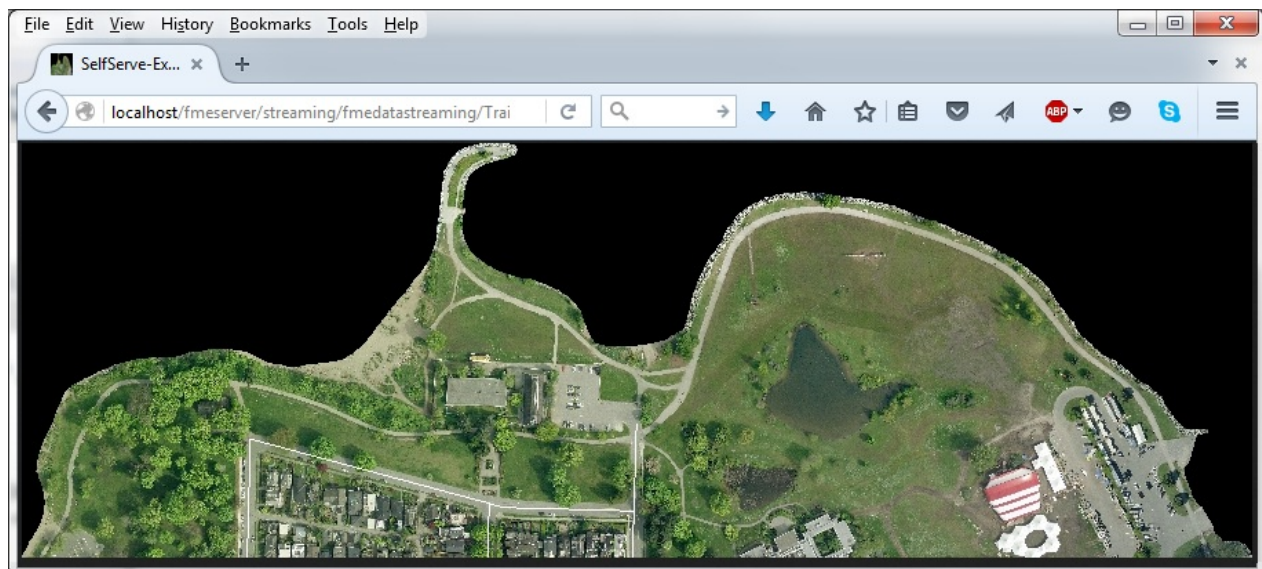 File Edit View History Bookmarks Tools Help
SelfServe-Ex...
localhost/fmeserver/streaming/fmedatastreaming/Trai
ABP
S